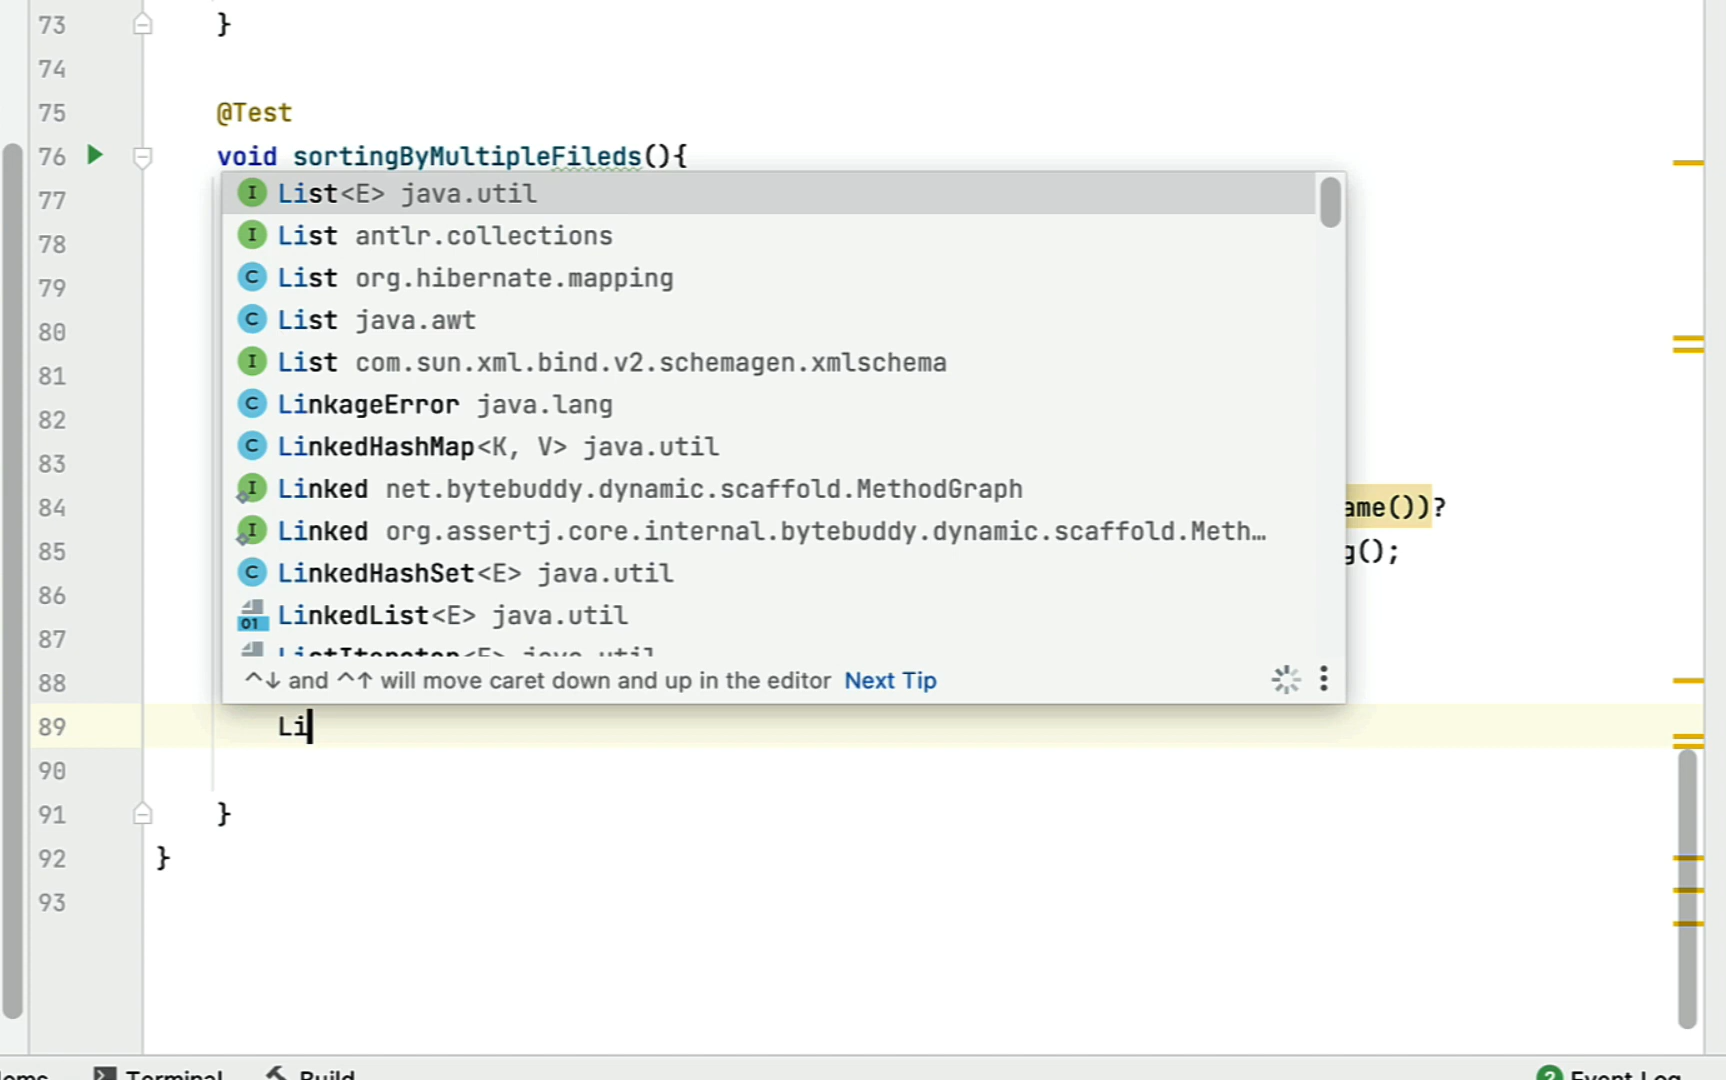 73 }
74
75 @Test
76 void sortingByMultipleFileds(){
77 List<E> java.util
78 List antlr.collections
79 List org.hibernate.mapping
80 List java.awt
81 List com.sun.xml.bind.v2.schemagen.xmlschema
82 LinkageError java.lang
83 LinkedHashMap<K, V> java.util
84 Linked net.bytebuddy.dynamic.scaffold.MethodGraph ame())?
85 Linked org.assertj.core.internal.bytebuddy.dynamic.scaffold.Meth… g();
86 LinkedHashSet<E> java.util
87 LinkedList<E> java.util
ListIterator<E> java.util
88 ^↓ and ^↑ will move caret down and up in the editor Next Tip
89 Li
90
91 }
92 }
93
Terminal Build 2 Event Log